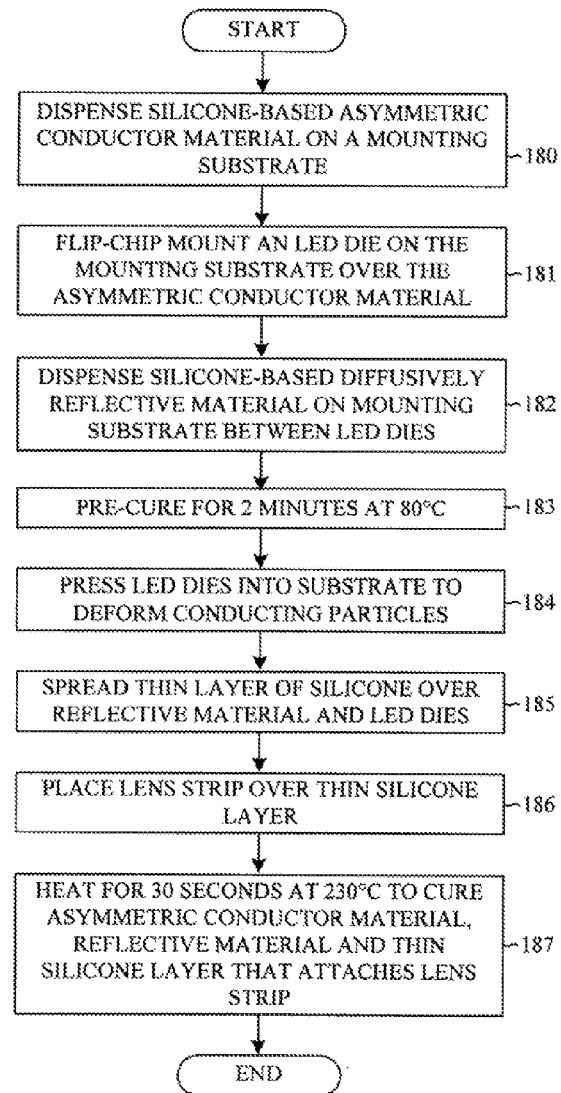 START
DISPENSE SILICONE-BASED ASYMMETRIC
CONDUCTOR MATERIAL ON A MOUNTING
SUBSTRATE
180
FLIP-CHIP MOUNT AN LED DIE ON THE
MOUNTING SUBSTRATE OVER THE
ASYMMETRIC CONDUCTOR MATERIAL
181
DISPENSE SILICONE-BASED DIFFUSIVELY
REFLECTIVE MATERIAL ON MOUNTING
SUBSTRATE BETWEEN LED DIES
182
PRE-CURE FOR 2 MINUTES AT 80°C
183
PRESS LED DIES INTO SUBSTRATE TO
DEFORM CONDUCTING PARTICLES
184
SPREAD THIN LAYER OF SILICONE OVER
REFLECTIVE MATERIAL AND LED DIES
185
PLACE LENS STRIP OVER THIN SILICONE
LAYER
186
HEAT FOR 30 SECONDS AT 230°C TO CURE
ASYMMETRIC CONDUCTOR MATERIAL,
REFLECTIVE MATERIAL AND THIN
SILICONE LAYER THAT ATTACHES LENS
STRIP
187
END